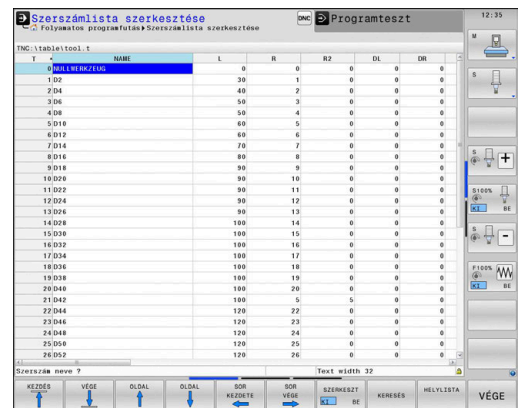 Szerszámlista szerkesztése
Folyamatos programfutás Szerszámlista szerkesztése
DNC Programteszt
12:35
TNC:\table\tool.t
T NAME L R R2 DL DR
0 NULLWERKZEUG 0 0 0 0 0
1 D2 30 1 0 0 0
2 D4 40 2 0 0 0
3 D6 50 3 0 0 0
4 D8 50 4 0 0 0
5 D10 60 5 0 0 0
6 D12 60 6 0 0 0
7 D14 70 7 0 0 0
8 D16 80 8 0 0 0
9 D18 90 9 0 0 0
10 D20 90 10 0 0 0
11 D22 90 11 0 0 0
12 D24 90 12 0 0 0
13 D26 90 13 0 0 0
14 D28 100 14 0 0 0
15 D30 100 15 0 0 0
16 D32 100 16 0 0 0
17 D34 100 17 0 0 0
18 D36 100 18 0 0 0
19 D38 100 19 0 0 0
20 D40 100 20 0 0 0
21 D42 100 5 5 0 0
22 D44 120 22 0 0 0
23 D46 120 23 0 0 0
24 D48 120 24 0 0 0
25 D50 120 25 0 0 0
26 D52 120 26 0 0 0
Szerszám neve ?
Text width 32
M
S
S
S100%
KI BE
S
F100%
KI BE
KEZDÉS
VÉGE
OLDAL
OLDAL
SOR KEZDETE
SOR VÉGE
SZERKESZT KI BE
KERESÉS
HELYLISTA
VÉGE